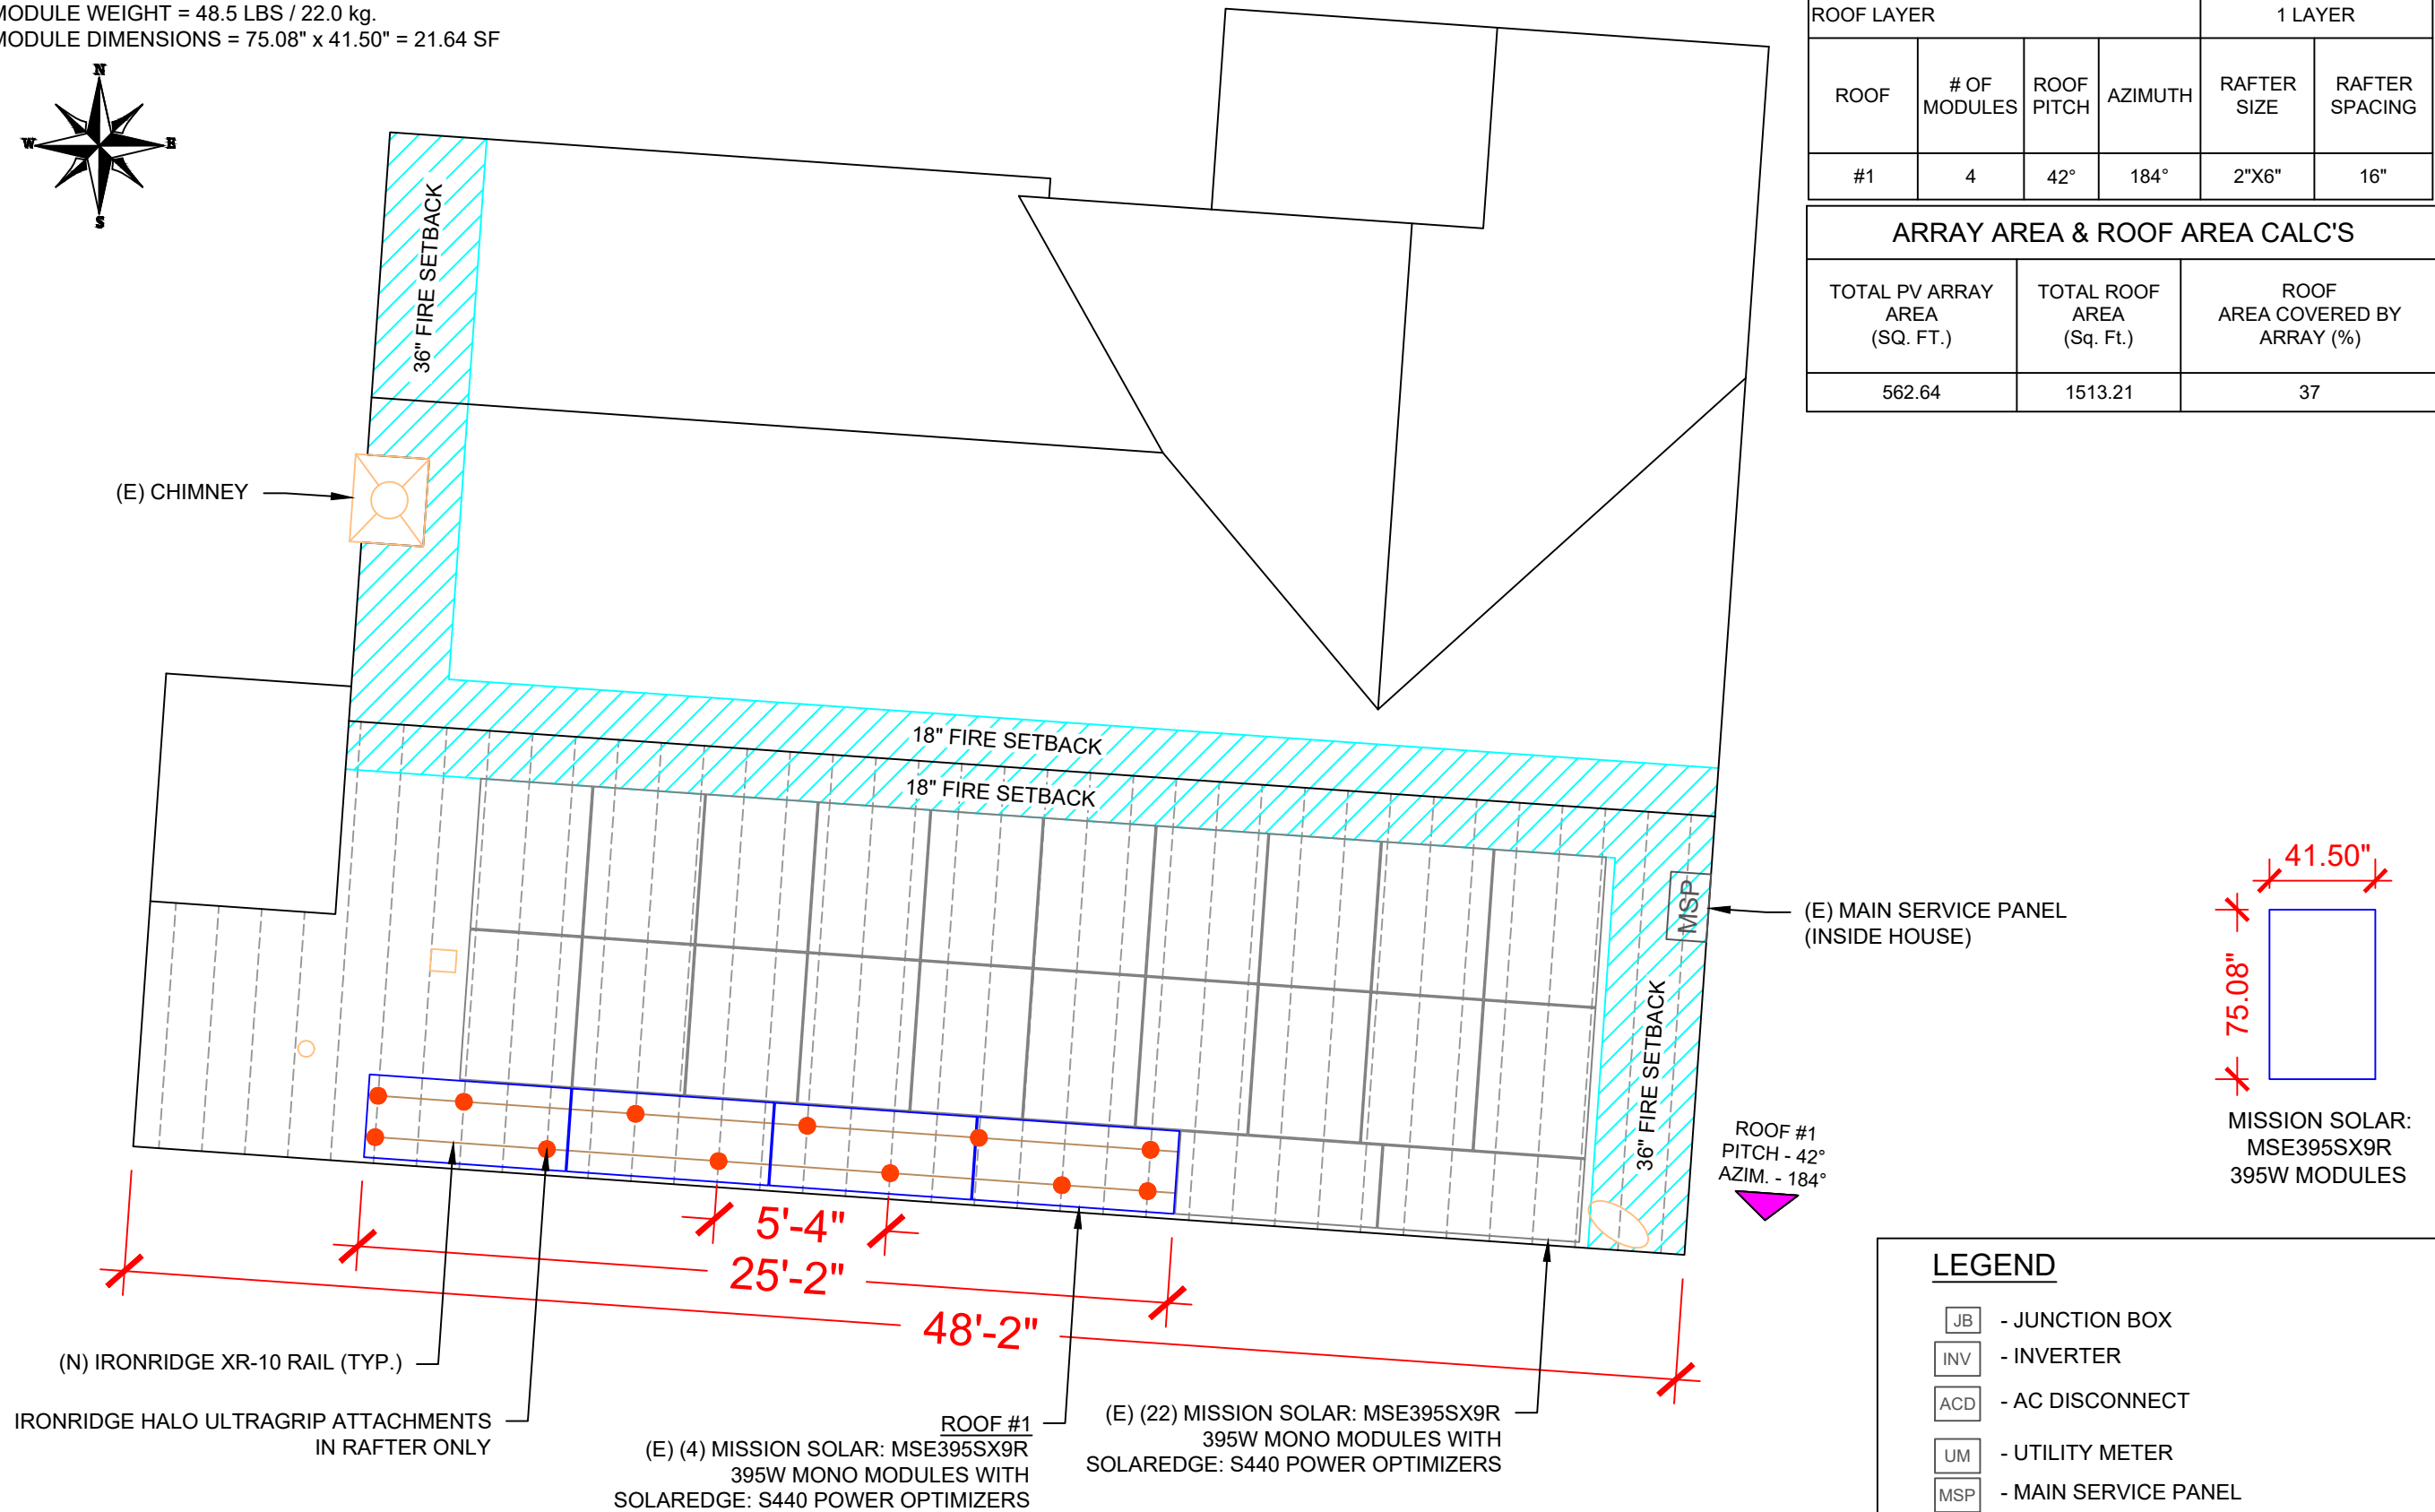 MODULE WEIGHT = 48.5 LBS / 22.0 kg.
MODULE DIMENSIONS = 75.08" x 41.50" = 21.64 SF
N
W
E
S
ROOF LAYER
1 LAYER
ROOF
# OF
MODULES
ROOF
PITCH
AZIMUTH
RAFTER
SIZE
RAFTER
SPACING
#1
4
42°
184°
2"X6"
16"
ARRAY AREA & ROOF AREA CALC'S
TOTAL PV ARRAY
AREA
(SQ. FT.)
TOTAL ROOF
AREA
(Sq. Ft.)
ROOF
AREA COVERED BY
ARRAY (%)
562.64
1513.21
37
36" FIRE SETBACK
(E) CHIMNEY
18" FIRE SETBACK
18" FIRE SETBACK
MSP
(E) MAIN SERVICE PANEL
(INSIDE HOUSE)
36" FIRE SETBACK
41.50"
75.08"
MISSION SOLAR:
MSE395SX9R
395W MODULES
ROOF #1
PITCH - 42°
AZIM. - 184°
5'-4"
25'-2"
48'-2"
(N) IRONRIDGE XR-10 RAIL (TYP.)
IRONRIDGE HALO ULTRAGRIP ATTACHMENTS
IN RAFTER ONLY
ROOF #1
(E) (4) MISSION SOLAR: MSE395SX9R
395W MONO MODULES WITH
SOLAREDGE: S440 POWER OPTIMIZERS
(E) (22) MISSION SOLAR: MSE395SX9R
395W MONO MODULES WITH
SOLAREDGE: S440 POWER OPTIMIZERS
LEGEND
JB - JUNCTION BOX
INV - INVERTER
ACD - AC DISCONNECT
UM - UTILITY METER
MSP - MAIN SERVICE PANEL